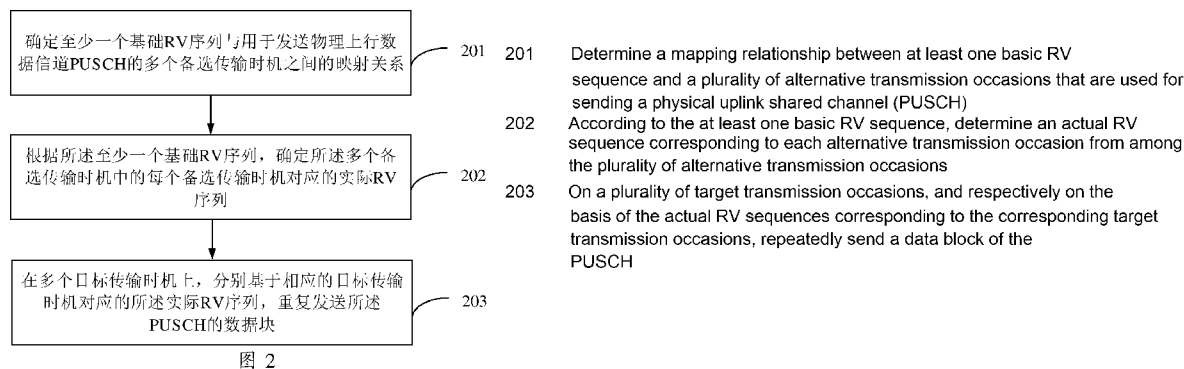 确定至少一个基础RV序列与用于发送物理上行数
据信道PUSCH的多个备选传输时机之间的映射关系
201
根据所述至少一个基础RV序列，确定所述多个备
选传输时机中的每个备选传输时机对应的实际RV
序列
202
在多个目标传输时机上，分别基于相应的目标传输
时机对应的所述实际RV序列，重复发送所述
PUSCH的数据块
203
图 2
201 Determine a mapping relationship between at least one basic RV
sequence and a plurality of alternative transmission occasions that are used for
sending a physical uplink shared channel (PUSCH)
202 According to the at least one basic RV sequence, determine an actual RV
sequence corresponding to each alternative transmission occasion from among
the plurality of alternative transmission occasions
203 On a plurality of target transmission occasions, and respectively on the
basis of the actual RV sequences corresponding to the corresponding target
transmission occasions, repeatedly send a data block of the
PUSCH